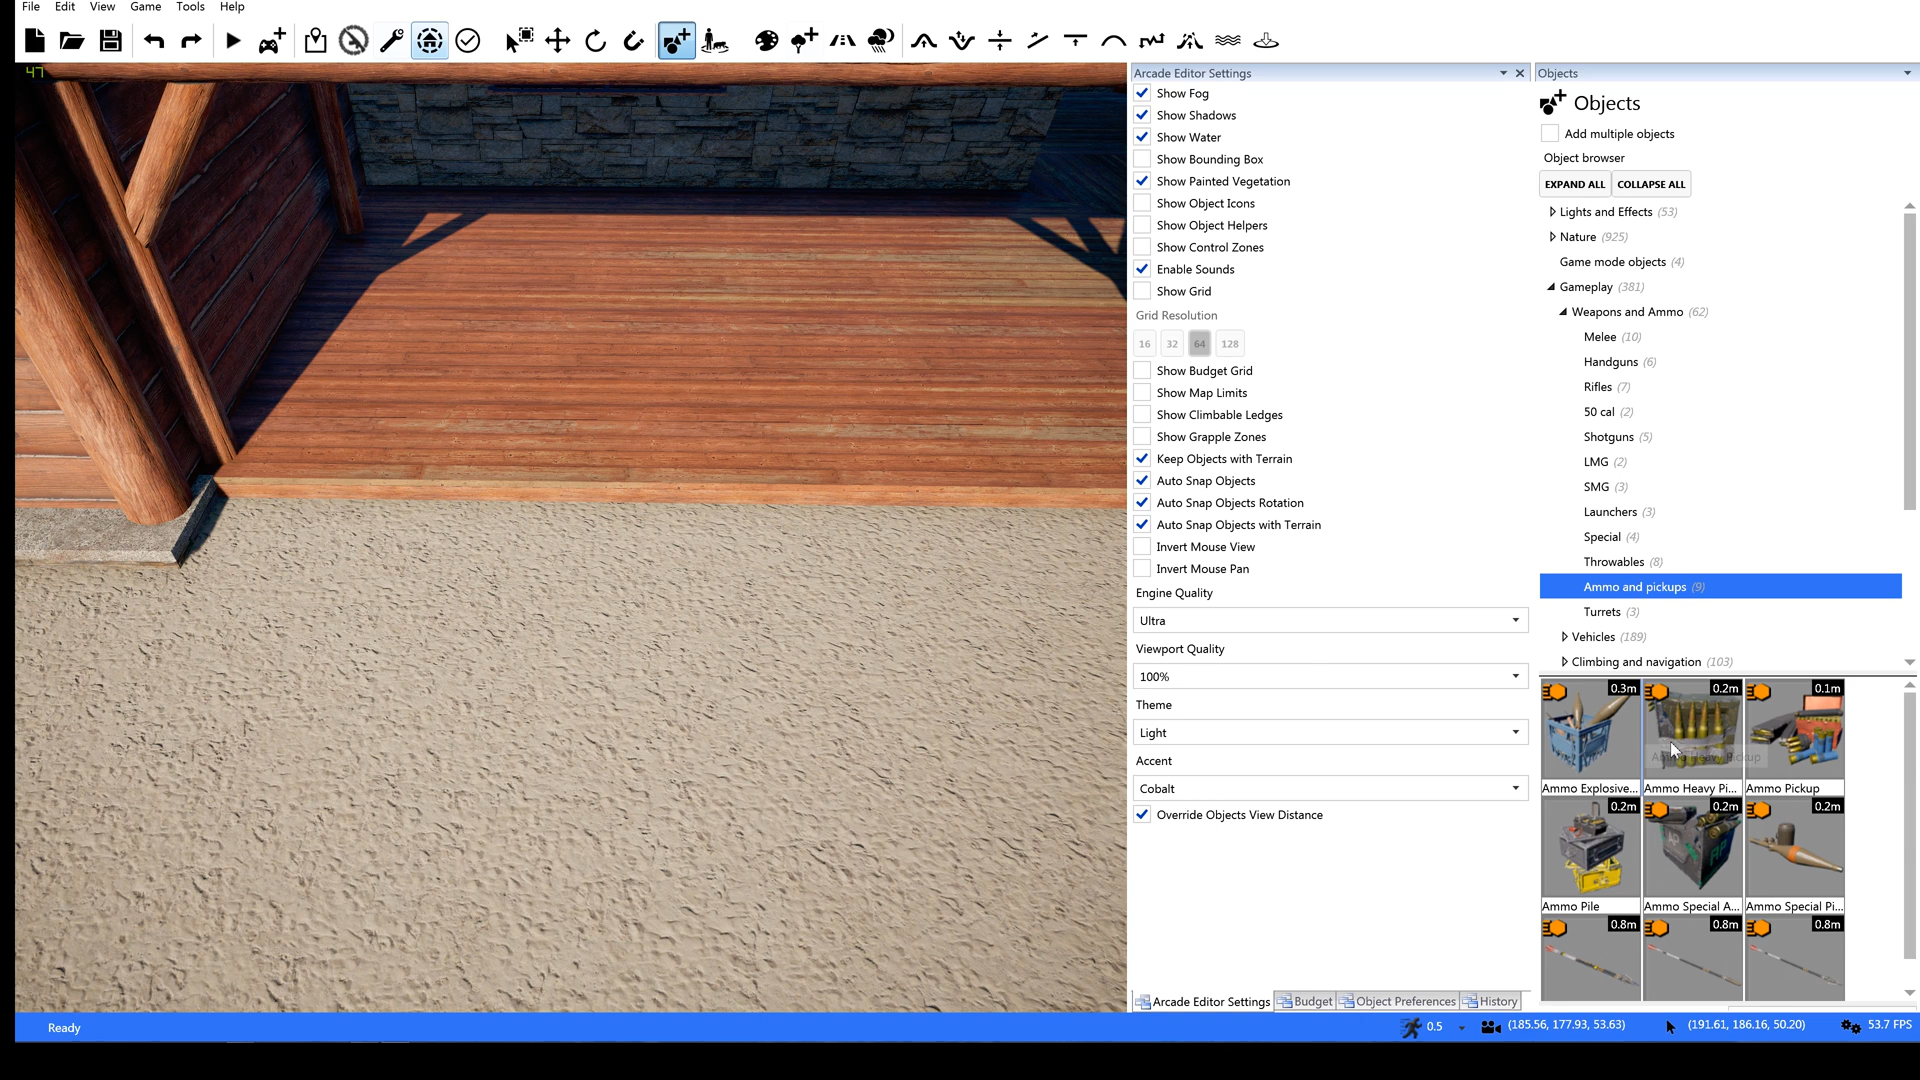 File Edit View Game Tools Help
47
Arcade Editor Settings
Show Fog
Show Shadows
Show Water
Show Bounding Box
Show Painted Vegetation
Show Object Icons
Show Object Helpers
Show Control Zones
Enable Sounds
Show Grid
Grid Resolution
16 32 64 128
Show Budget Grid
Show Map Limits
Show Climbable Ledges
Show Grapple Zones
Keep Objects with Terrain
Auto Snap Objects
Auto Snap Objects Rotation
Auto Snap Objects with Terrain
Invert Mouse View
Invert Mouse Pan
Engine Quality
Ultra
Viewport Quality
100%
Theme
Light
Accent
Cobalt
Override Objects View Distance
Arcade Editor Settings Budget Object Preferences History
Objects
Objects
Add multiple objects
Object browser
EXPAND ALL COLLAPSE ALL
Lights and Effects (53)
Nature (925)
Game mode objects (4)
Gameplay (381)
Weapons and Ammo (62)
Melee (10)
Handguns (6)
Rifles (7)
50 cal (2)
Shotguns (5)
LMG (2)
SMG (3)
Launchers (3)
Special (4)
Throwables (8)
Ammo and pickups (9)
Turrets (3)
Vehicles (189)
Climbing and navigation (103)
0.3m 0.2m 0.1m
Ammo Heavy Pickup
Ammo Explosive... Ammo Heavy Pi... Ammo Pickup
0.2m 0.2m 0.2m
AP AP
Ammo Pile Ammo Special A... Ammo Special Pi...
0.8m 0.8m 0.8m
Ready 0.5 (185.56, 177.93, 53.63) (191.61, 186.16, 50.20) 53.7 FPS